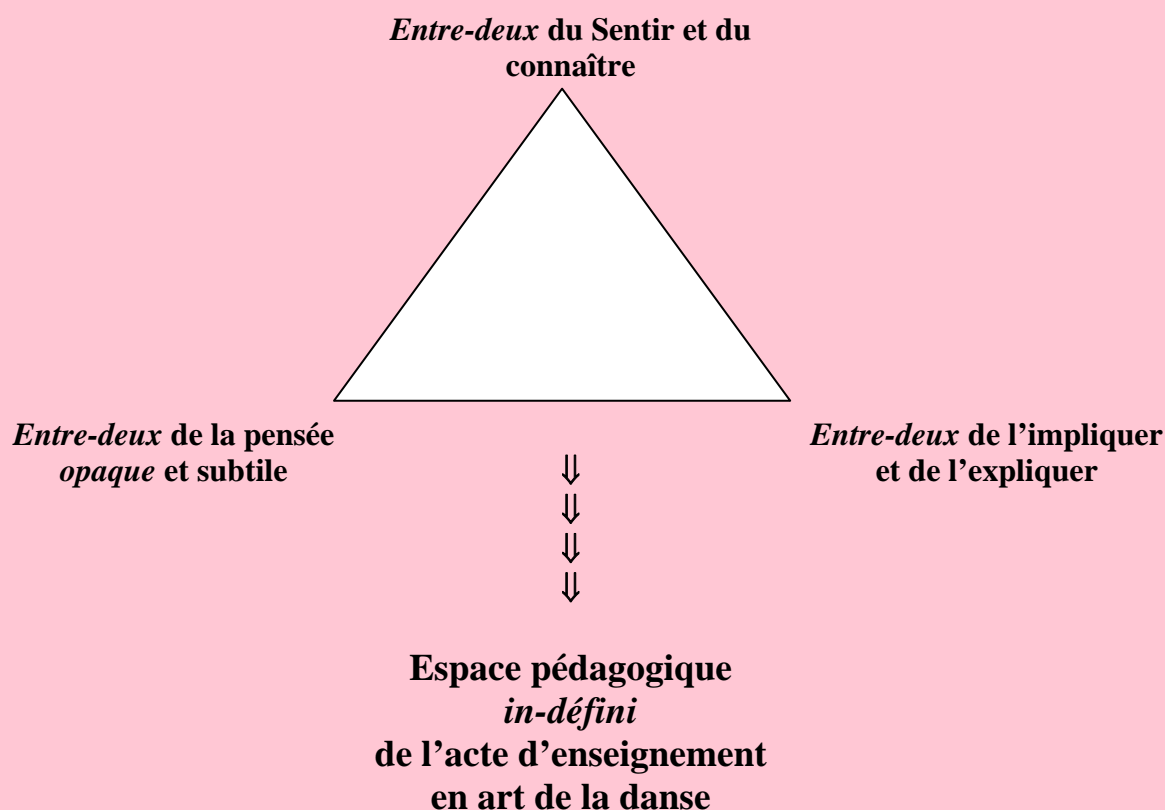 Entre-deux du Sentir et du
connaître
Entre-deux de la pensée
opaque et subtile
Entre-deux de l’impliquer
et de l’expliquer
⇓
⇓
⇓
⇓
Espace pédagogique
in-défini
de l’acte d’enseignement
en art de la danse